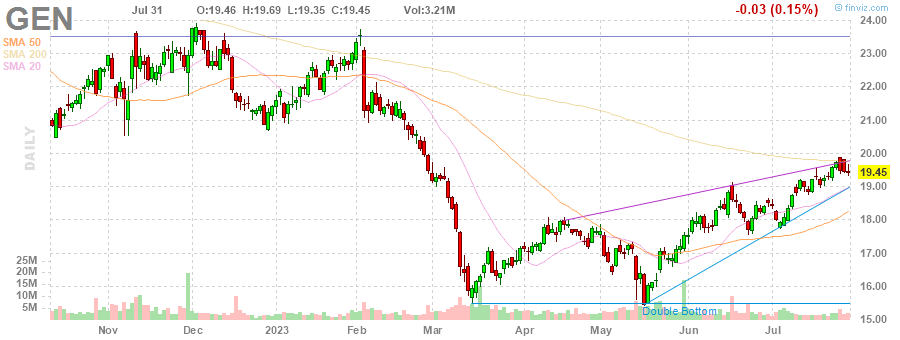 GEN Jul 31 O:19.46 H:19.69 L:19.35 C:19.45 Vol:3.21M -0.03 (0.15%) © finviz.com
SMA 50
SMA 200
SMA 20
DAILY
24.00
23.00
22.00
21.00
20.00
19.45
19.00
18.00
17.00
16.00
15.00
25M
20M
15M
10M
5M
Double Bottom
Nov Dec 2023 Feb Mar Apr May Jun Jul